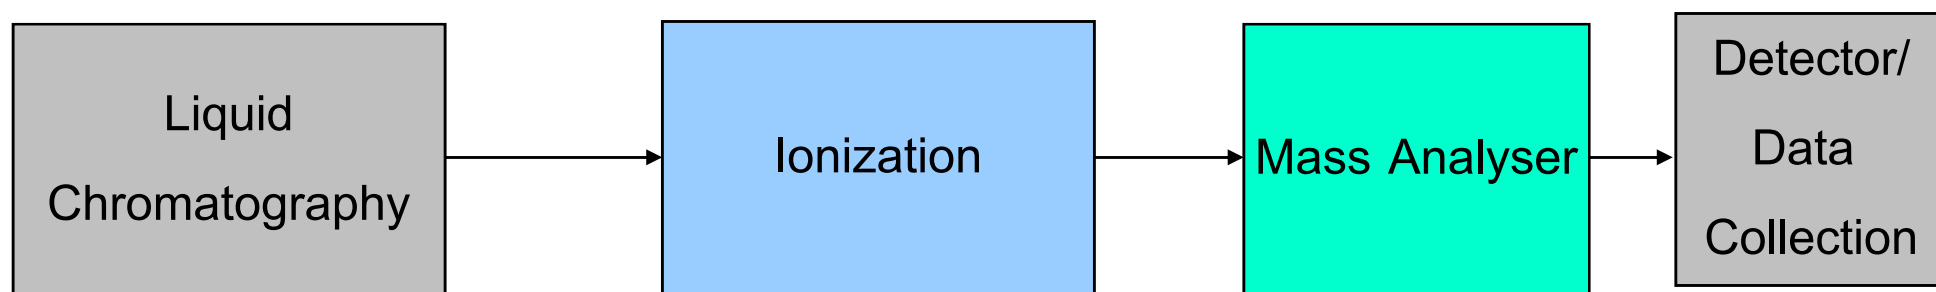 Liquid
Chromatography
Ionization
Mass Analyser
Detector/
Data
Collection